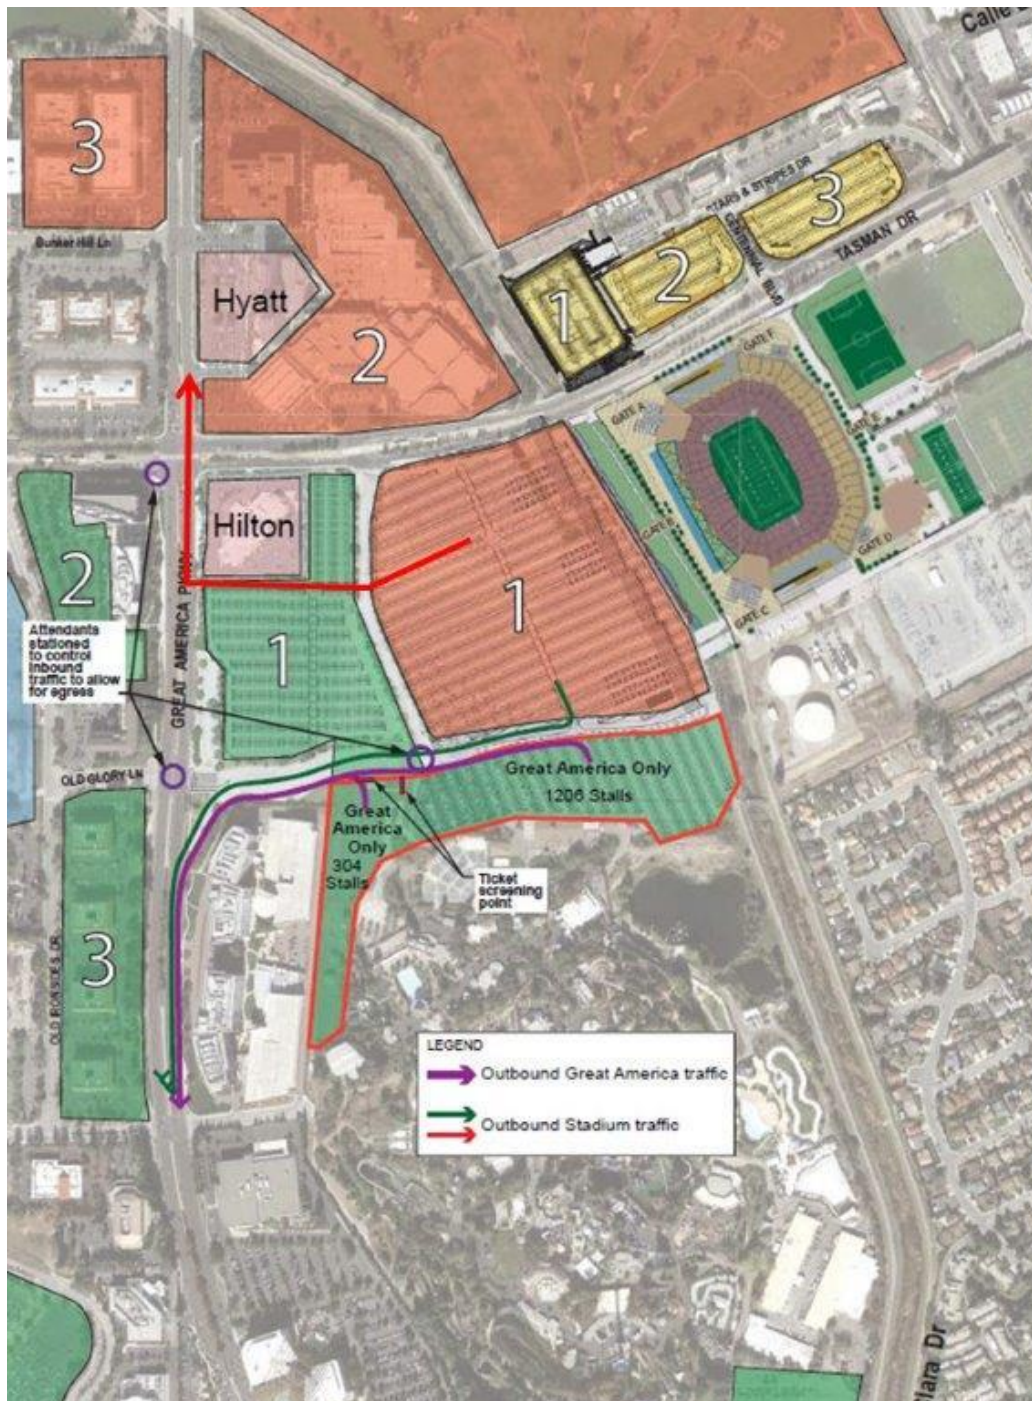 Calle D
3
STARS & STRIPES DR
3
Bunker Hill Ln
CENTENNIAL BLVD
TASMAN DR
2
Hyatt
1
2
GATE F
GATE A
GATE E
2
Hilton
GATE B
GATE D
1
1
GATE C
GREAT AMERICA PKWY
Attendants
stationed
to control
inbound
traffic to allow
for egress
OLD GLORY LN
Great America Only
1206 Stalls
Great
America
Only
304
Stalls
Ticket
screening
point
3
OLD IRONSIDES DR
LEGEND
Outbound Great America traffic
Outbound Stadium traffic
lara Dr